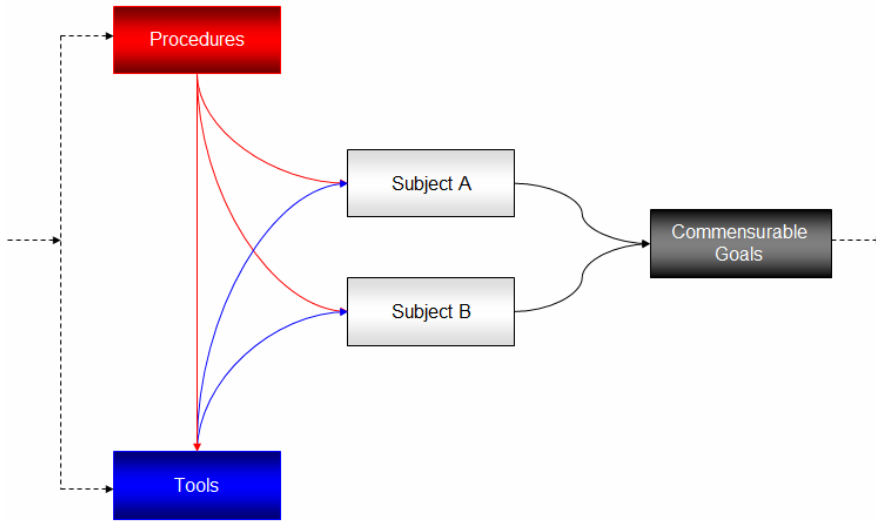 Procedures
Subject A
Commensurable
Goals
Subject B
Tools